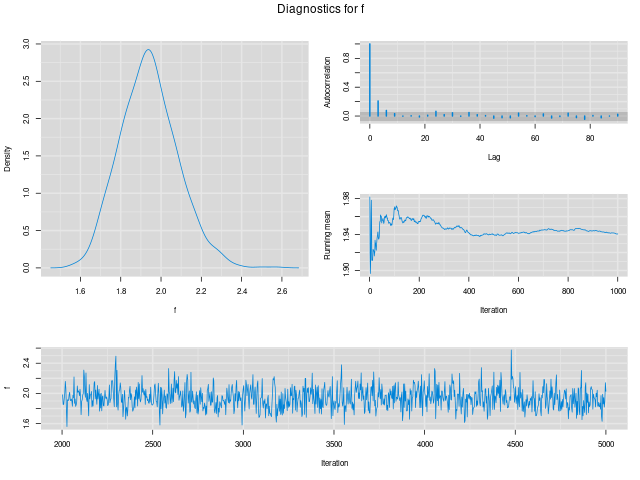 Diagnostics for f
Density
0.0 0.5 1.0 1.5 2.0 2.5 3.0
1.6 1.8 2.0 2.2 2.4 2.6
f
Autocorrelation
0.0 0.4 0.8
0 20 40 60 80
Lag
Running mean
1.90 1.94 1.98
0 200 400 600 800 1000
Iteration
f
1.6 2.0 2.4
2000 2500 3000 3500 4000 4500 5000
Iteration